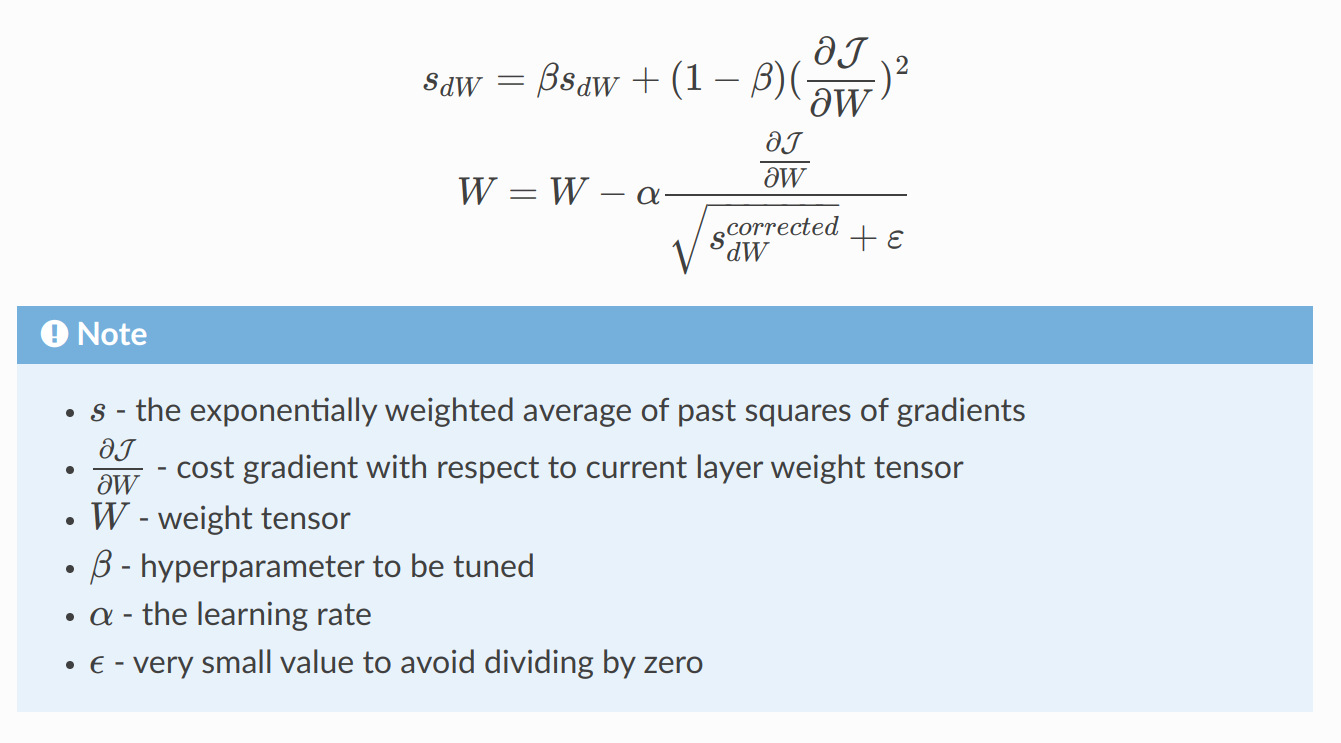 $s_{dW} = \beta s_{dW} + (1 - \beta)(\frac{\partial \mathcal{J}}{\partial W})^2$
$W = W - \alpha \frac{\frac{\partial \mathcal{J}}{\partial W}}{\sqrt{s_{dW}^{corrected}} + \varepsilon}$
Note
• $s$ - the exponentially weighted average of past squares of gradients
• $\frac{\partial \mathcal{J}}{\partial W}$ - cost gradient with respect to current layer weight tensor
• $W$ - weight tensor
• $\beta$ - hyperparameter to be tuned
• $\alpha$ - the learning rate
• $\epsilon$ - very small value to avoid dividing by zero